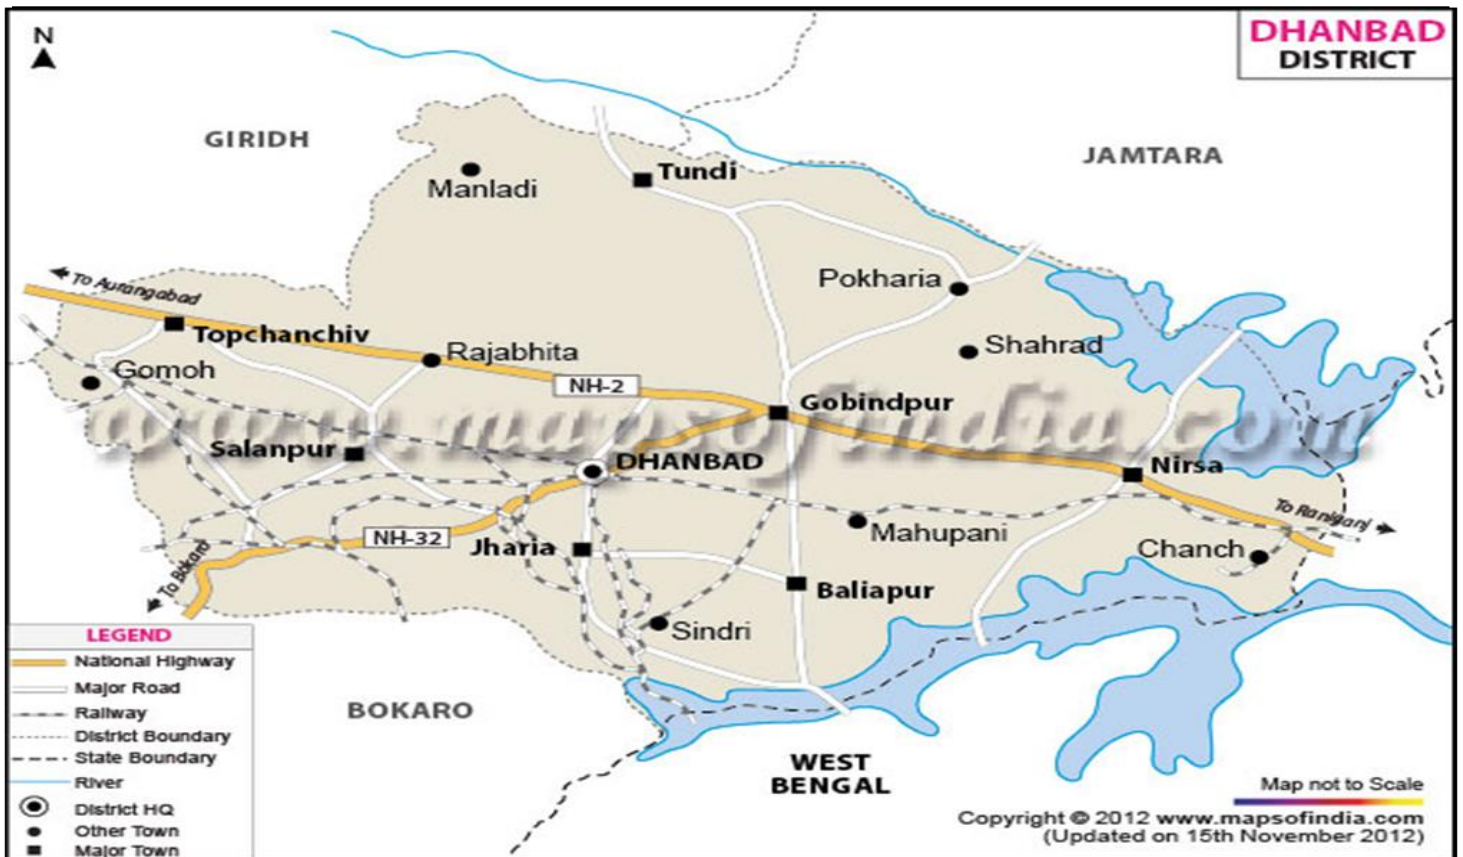 N
DHANBAD
DISTRICT
GIRIDH
JAMTARA
Tundi
Manladi
Pokharia
To Aurangabad
Topchanchiv
Rajabhita
Shahrad
Gomoh
NH-2
Gobindpur
www.mapsofindia.com
Salanpur
DHANBAD
Nirsa
To Raniganj
Mahupani
NH-32
Jharia
Chanch
To Bokaro
Baliapur
Sindri
LEGEND
National Highway
Major Road
Railway
District Boundary
State Boundary
River
District HQ
Other Town
Major Town
BOKARO
WEST
BENGAL
Map not to Scale
Copyright © 2012 www.mapsofindia.com
(Updated on 15th November 2012)